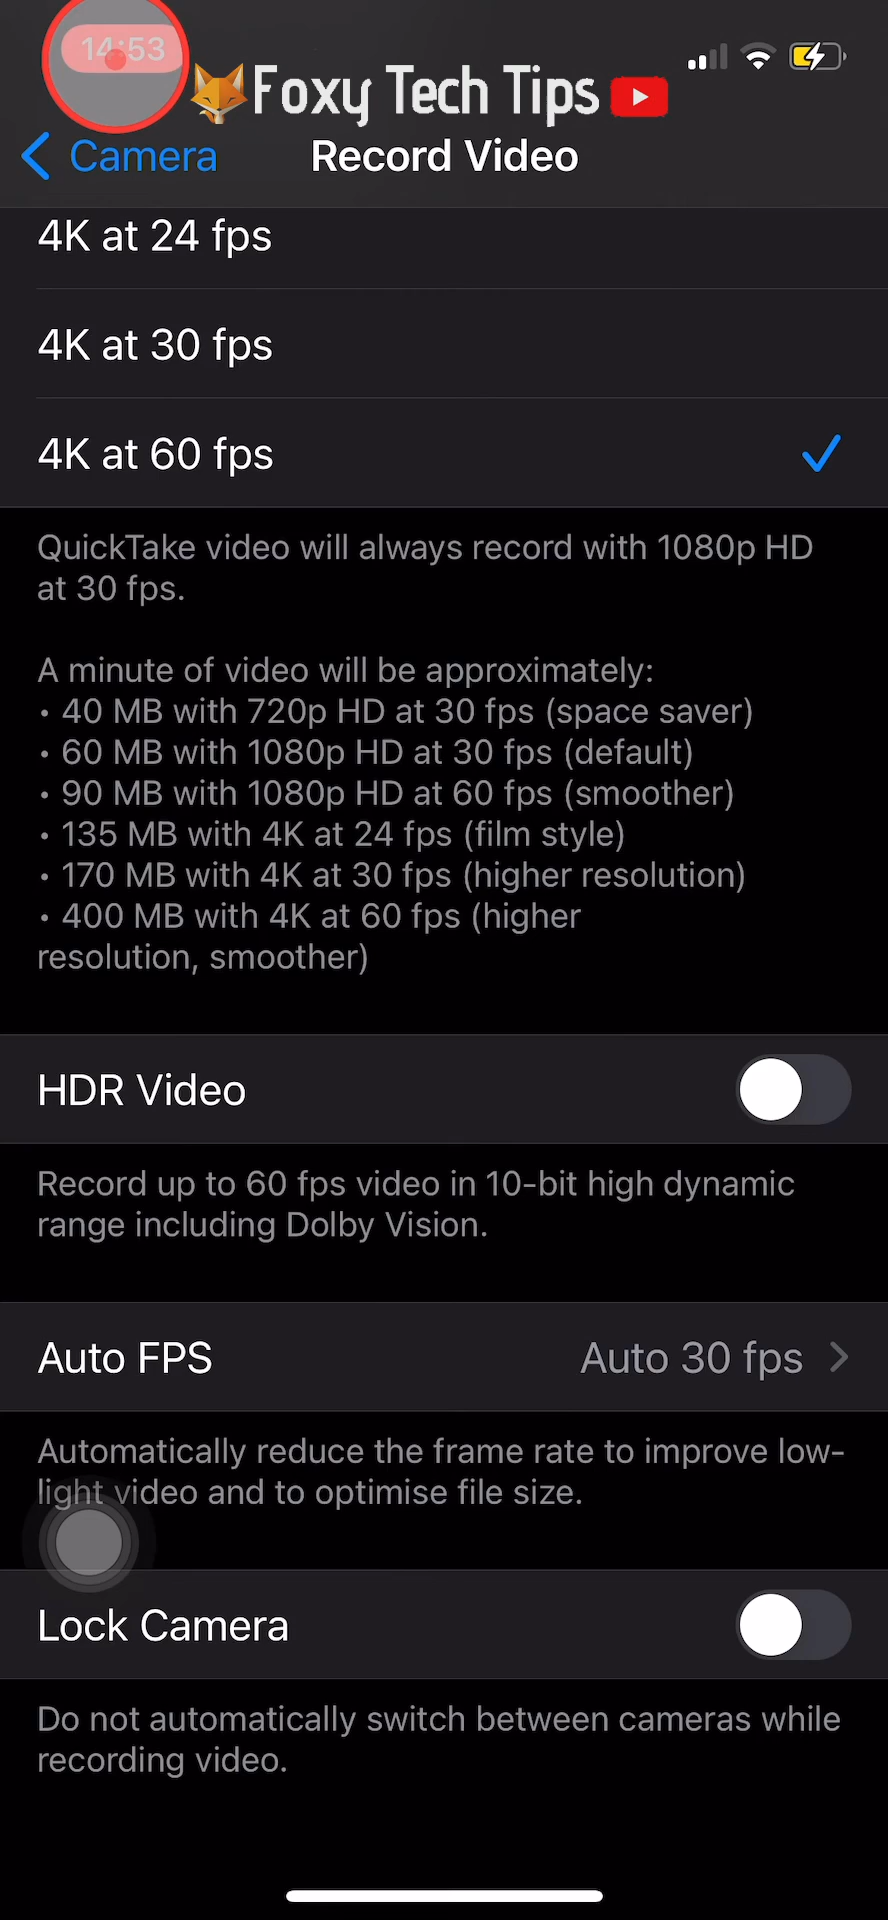 14:53
Foxy Tech Tips
Camera
Record Video
4K at 24 fps
4K at 30 fps
4K at 60 fps
QuickTake video will always record with 1080p HD
at 30 fps.
A minute of video will be approximately:
• 40 MB with 720p HD at 30 fps (space saver)
• 60 MB with 1080p HD at 30 fps (default)
• 90 MB with 1080p HD at 60 fps (smoother)
• 135 MB with 4K at 24 fps (film style)
• 170 MB with 4K at 30 fps (higher resolution)
• 400 MB with 4K at 60 fps (higher
resolution, smoother)
HDR Video
Record up to 60 fps video in 10-bit high dynamic
range including Dolby Vision.
Auto FPS Auto 30 fps
Automatically reduce the frame rate to improve low-
light video and to optimise file size.
Lock Camera
Do not automatically switch between cameras while
recording video.